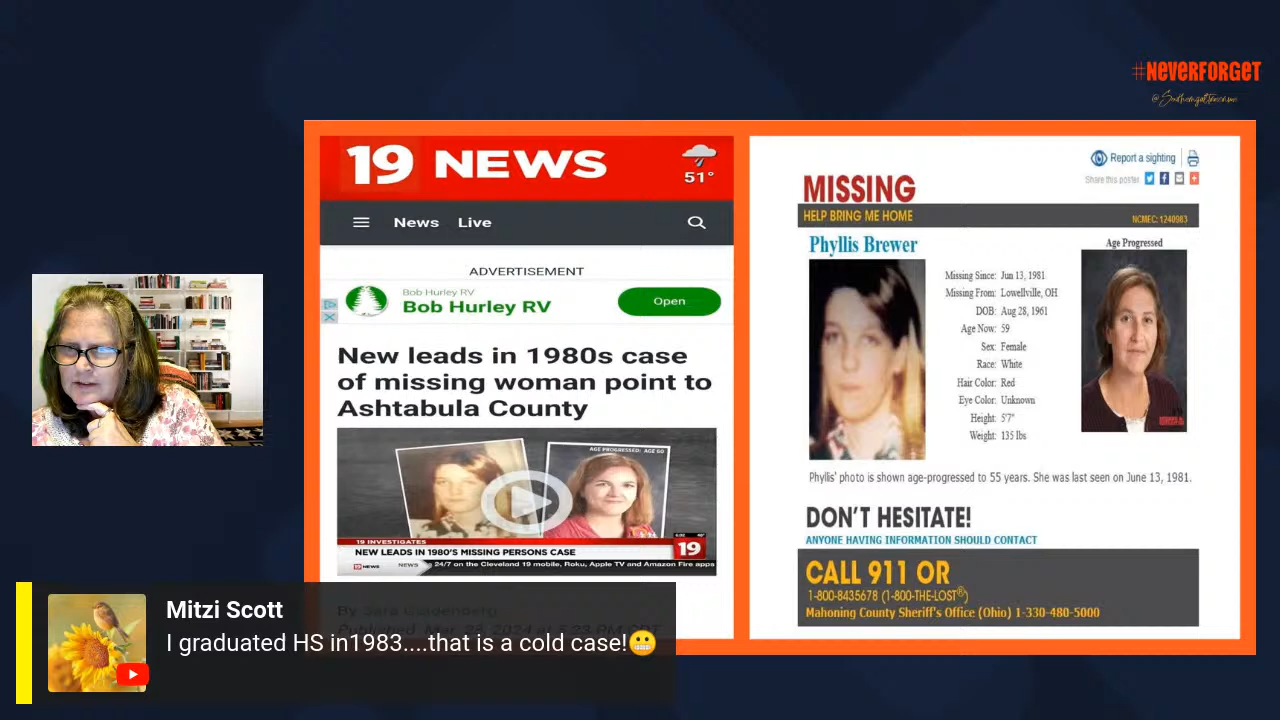 #NEVERFORGET
19 NEWS
51°
News Live
ADVERTISEMENT
Bob Hurley RV
Bob Hurley RV
Open
New leads in 1980s case
of missing woman point to
Ashtabula County
AGE PROGRESSED: AGE 60
19 INVESTIGATES
NEW LEADS IN 1980'S MISSING PERSONS CASE
19
19 NEWS NEWS 24/7 on the Cleveland 19 mobile, Roku, Apple TV and Amazon Fire apps
Report a sighting
Share this poster
MISSING
HELP BRING ME HOME
NCMEC: 1240983
Phyllis Brewer
Age Progressed
Missing Since: Jun 13, 1981
Missing From: Lowellville, OH
DOB: Aug 28, 1961
Age Now: 59
Sex: Female
Race: White
Hair Color: Red
Eye Color: Unknown
Height: 5'7"
Weight: 135 lbs
Phyllis' photo is shown age-progressed to 55 years. She was last seen on June 13, 1981.
DON'T HESITATE!
ANYONE HAVING INFORMATION SHOULD CONTACT
CALL 911 OR
1-800-8435678 (1-800-THE-LOST®)
Mahoning County Sheriff's Office (Ohio) 1-330-480-5000
Mitzi Scott
I graduated HS in1983....that is a cold case!😬